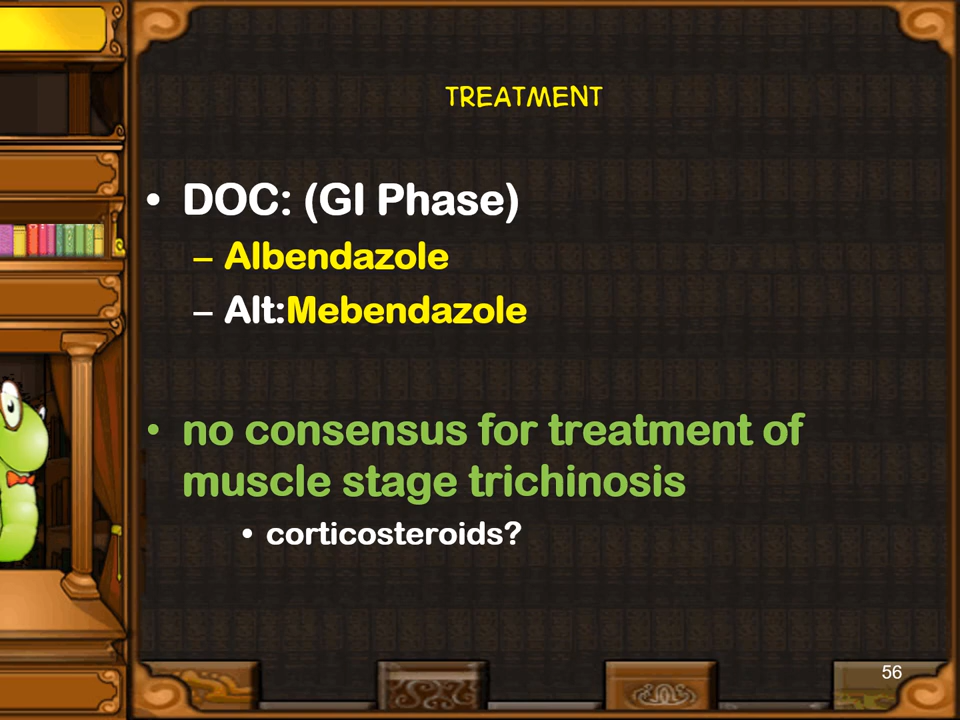 TREATMENT
• DOC: (GI Phase)
– Albendazole
– Alt:Mebendazole
• no consensus for treatment of
muscle stage trichinosis
• corticosteroids?
56